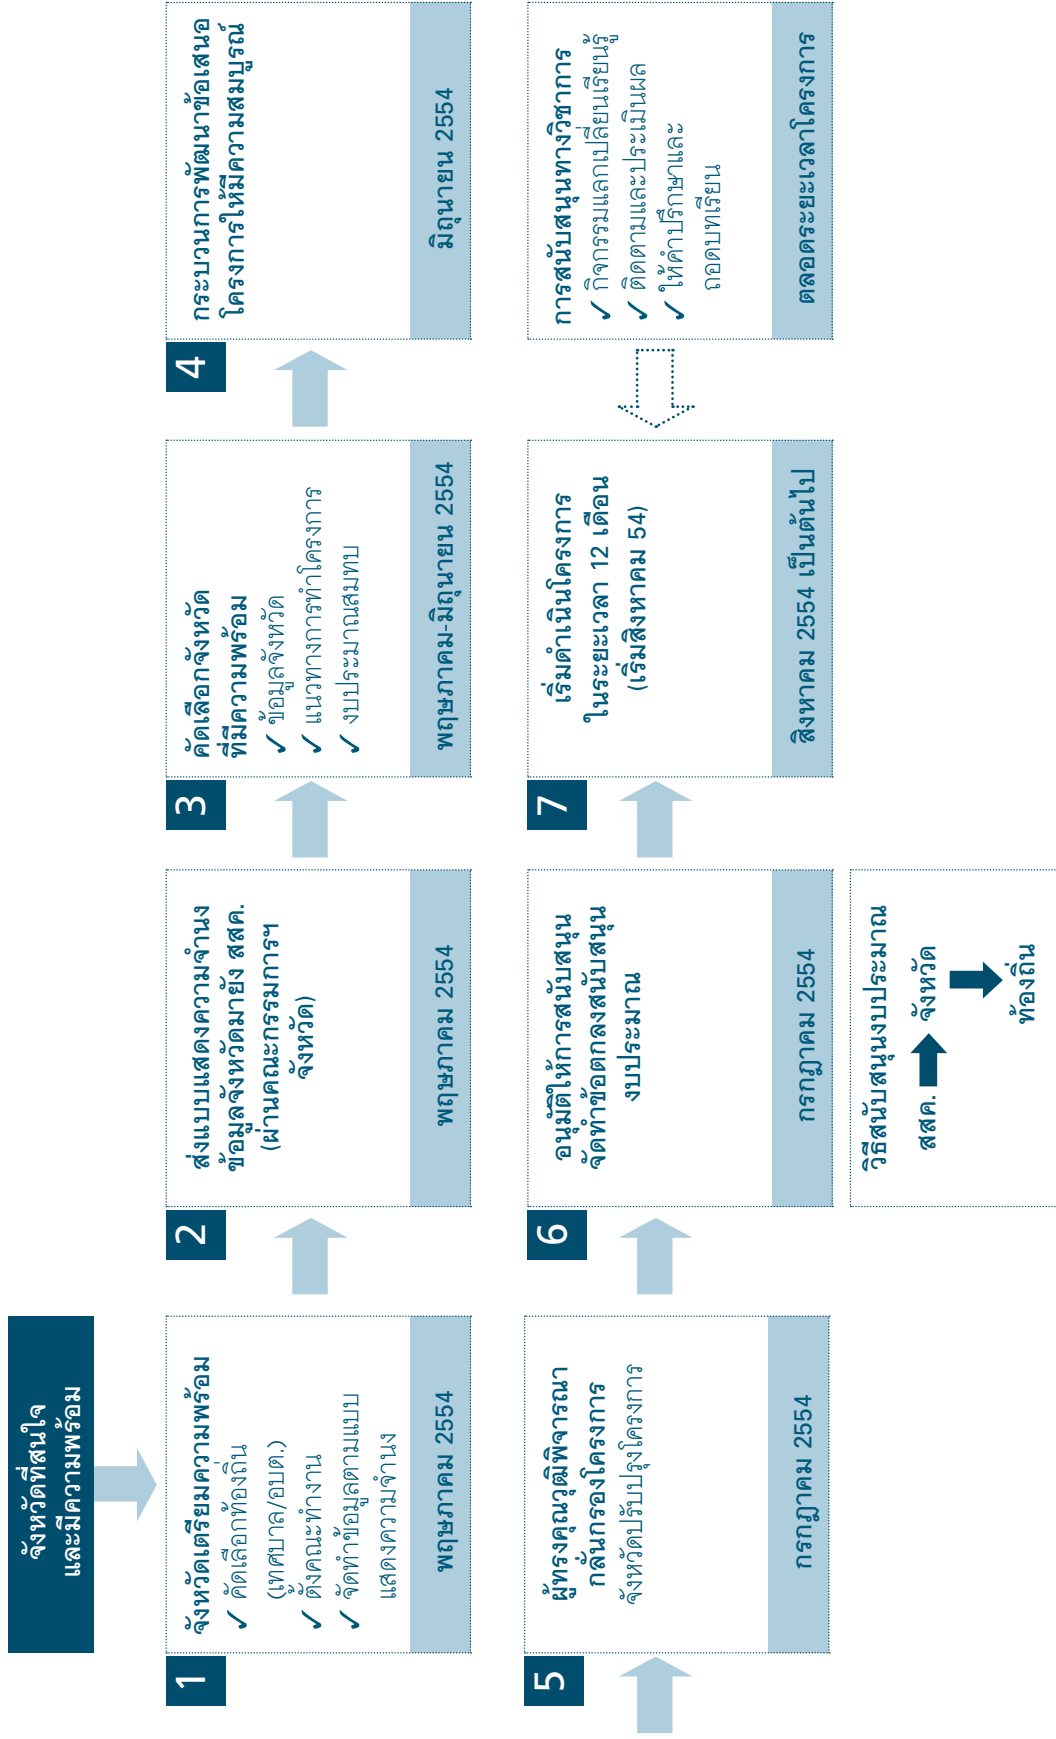 จังหวัดที่สนใจ
และมีความพร้อม
1
จังหวัดเตรียมความพร้อม
✓ คัดเลือกท้องถิ่น
(เทศบาล/อบต.)
✓ ตั้งคณะทำงาน
✓ จัดทำข้อมูลตามแบบ
แสดงความจำนง
พฤษภาคม 2554
2
ส่งแบบแสดงความจำนง
ข้อมูลจังหวัดมายัง สสค.
(ผ่านคณะกรรมการฯ
จังหวัด)
พฤษภาคม 2554
3
คัดเลือกจังหวัด
ที่มีความพร้อม
✓ ข้อมูลจังหวัด
✓ แนวทางการทำโครงการ
✓ งบประมาณสมทบ
พฤษภาคม-มิถุนายน 2554
4
กระบวนการพัฒนาข้อเสนอ
โครงการให้มีความสมบูรณ์
มิถุนายน 2554
5
ผู้ทรงคุณวุฒิพิจารณา
กลั่นกรองโครงการ
จังหวัดปรับปรุงโครงการ
กรกฎาคม 2554
6
อนุมัติให้การสนับสนุน
จัดทำข้อตกลงสนับสนุน
งบประมาณ
กรกฎาคม 2554
7
เริ่มดำเนินโครงการ
ในระยะเวลา 12 เดือน
(เริ่มสิงหาคม 54)
สิงหาคม 2554 เป็นต้นไป
การสนับสนุนทางวิชาการ
✓ กิจกรรมแลกเปลี่ยนเรียนรู้
✓ ติดตามและประเมินผล
✓ ให้คำปรึกษาและ
ถอดบทเรียน
ตลอดระยะเวลาโครงการ
วิธีสนับสนุนงบประมาณ
สสค. จังหวัด
ท้องถิ่น